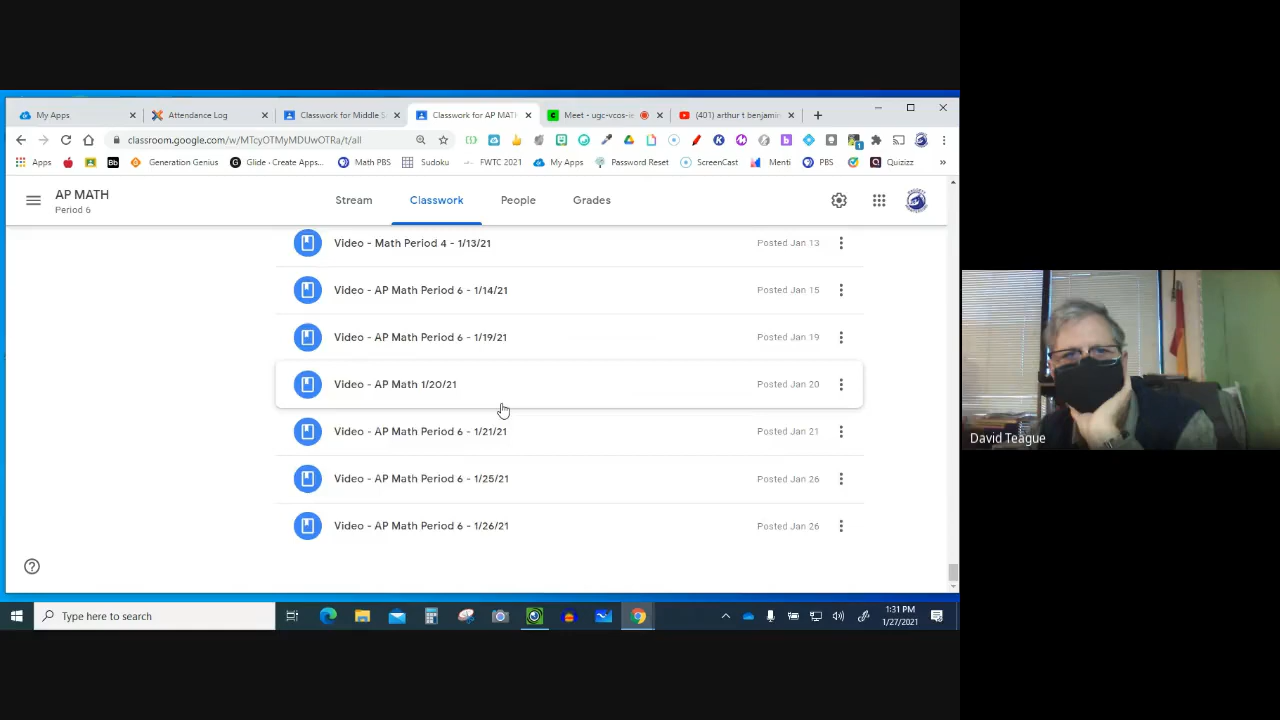 My Apps
Attendance Log
Classwork for Middle S
Classwork for AP MATH
Meet - ugc-vcos-ie
(401) arthur t benjamin
classroom.google.com/w/MTcyOTMyMDUwOTRa/t/all
Apps
Bb
Generation Genius
Glide · Create Apps...
Math PBS
Sudoku
FWTC 2021
My Apps
Password Reset
ScreenCast
Menti
PBS
Quizizz
»
AP MATH
Period 6
Stream
Classwork
People
Grades
Video - Math Period 4 - 1/13/21
Posted Jan 13
Video - AP Math Period 6 - 1/14/21
Posted Jan 15
Video - AP Math Period 6 - 1/19/21
Posted Jan 19
Video - AP Math 1/20/21
Posted Jan 20
Video - AP Math Period 6 - 1/21/21
Posted Jan 21
Video - AP Math Period 6 - 1/25/21
Posted Jan 26
Video - AP Math Period 6 - 1/26/21
Posted Jan 26
David Teague
Type here to search
1:31 PM
1/27/2021